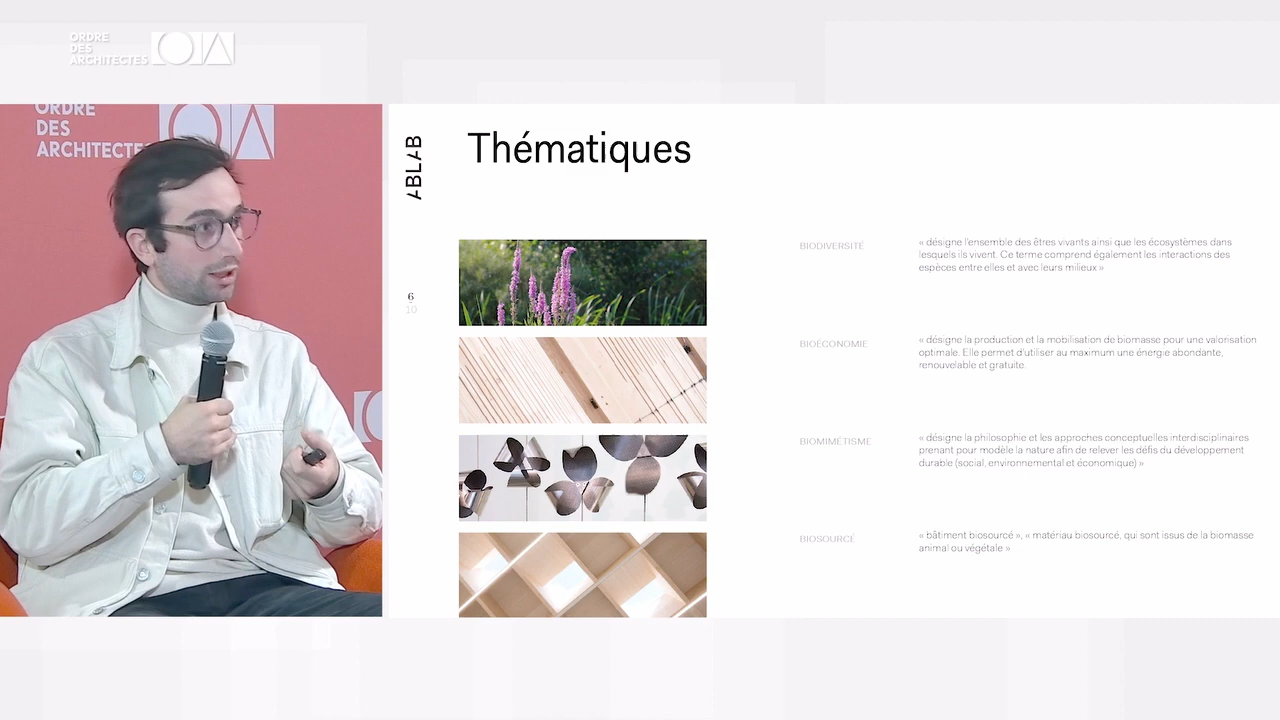 ORDRE
DES
ARCHITECTES
ORDRE
DES
ARCHITECTE
ABLAB
Thématiques
6
10
BIODIVERSITÉ
« désigne l'ensemble des êtres vivants ainsi que les écosystèmes dans
lesquels ils vivent. Ce terme comprend également les interactions des
espèces entre elles et avec leurs milieux »
BIOÉCONOMIE
« désigne la production et la mobilisation de biomasse pour une valorisation
optimale. Elle permet d'utiliser au maximum une énergie abondante,
renouvelable et gratuite.
BIOMIMÉTISME
« désigne la philosophie et les approches conceptuelles interdisciplinaires
prenant pour modèle la nature afin de relever les défis du développement
durable (social, environnemental et économique) »
BIOSOURCÉ
« bâtiment biosourcé », « matériau biosourcé, qui sont issus de la biomasse
animal ou végétale »